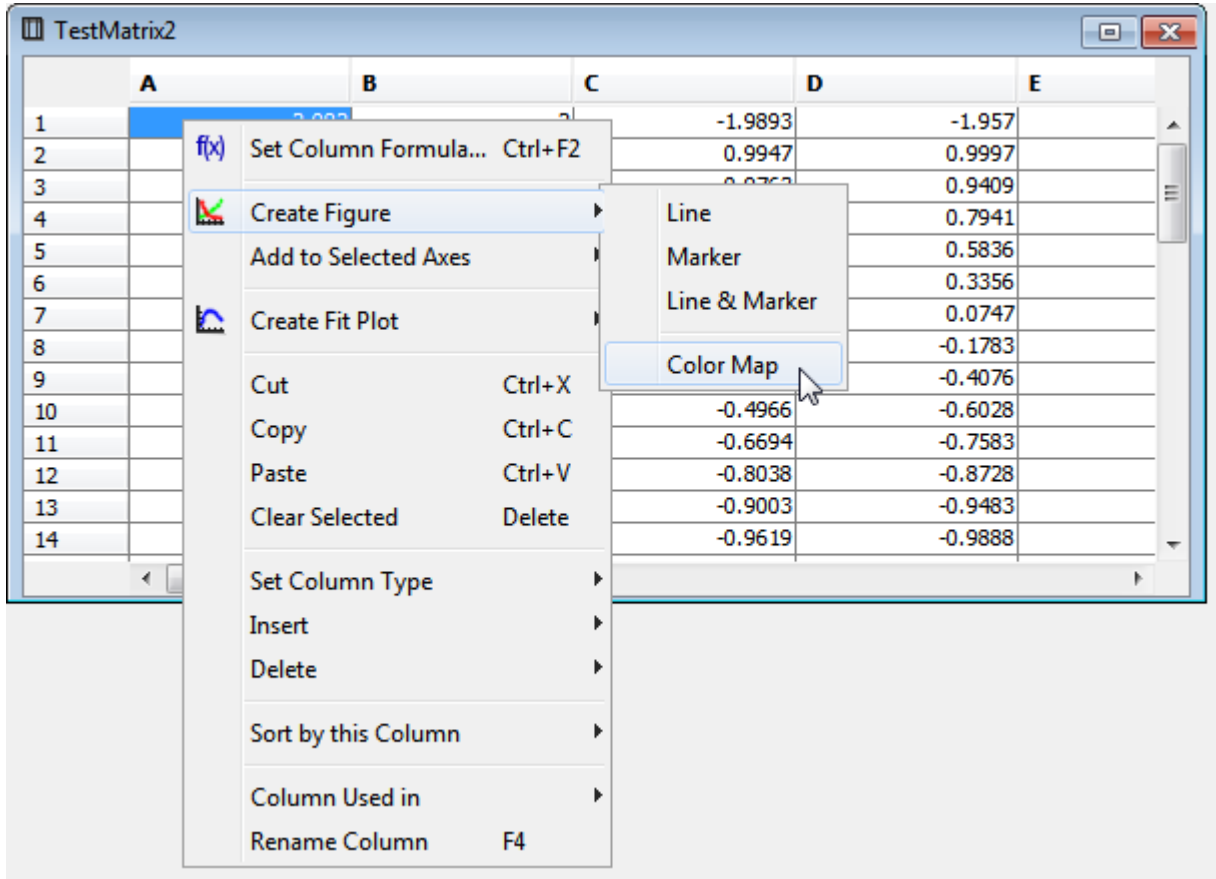 TestMatrix2
A B C D E
1 -1.9893 -1.957
2 f(x) Set Column Formula... Ctrl+F2 0.9947 0.9997
3 0.9409
4 Create Figure Line 0.7941
5 Add to Selected Axes Marker 0.5836
6 Line & Marker 0.3356
7 Create Fit Plot 0.0747
8 Color Map -0.1783
9 Cut Ctrl+X -0.4076
10 -0.4966 -0.6028
11 Copy Ctrl+C -0.6694 -0.7583
12 Paste Ctrl+V -0.8038 -0.8728
13 Clear Selected Delete -0.9003 -0.9483
14 -0.9619 -0.9888
Set Column Type
Insert
Delete
Sort by this Column
Column Used in
Rename Column F4